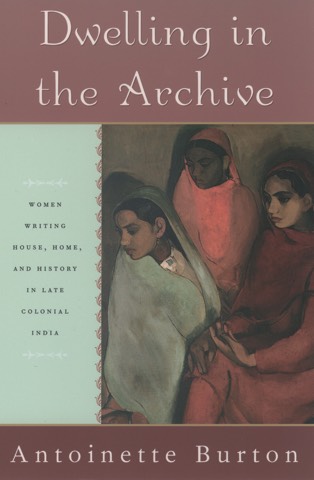 Dwelling in
the Archive
WOMEN
WRITING
HOUSE, HOME,
AND HISTORY
IN LATE
COLONIAL
INDIA
Antoinette Burton